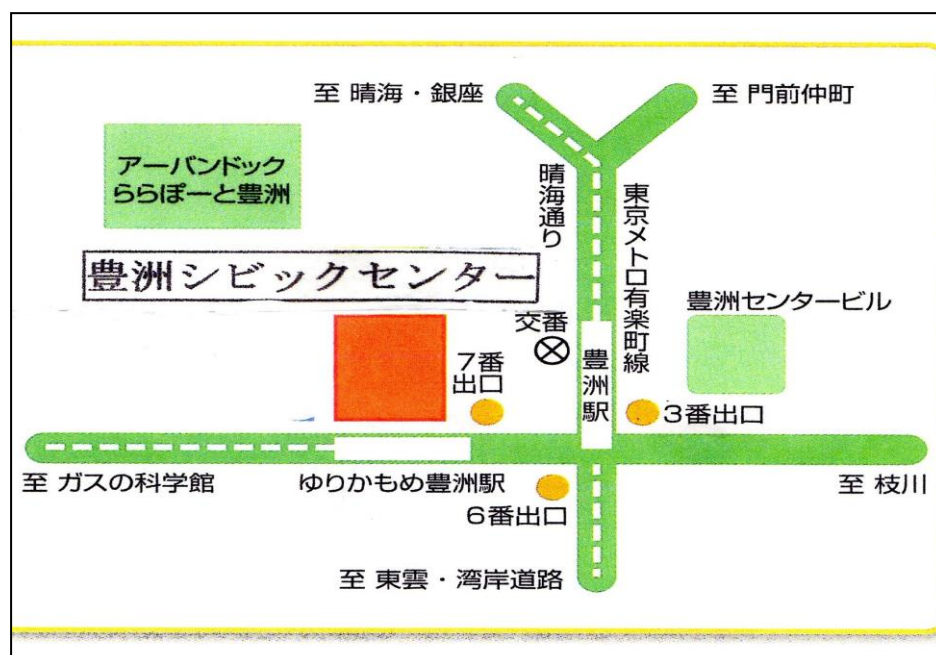 至 晴海・銀座
至 門前仲町
アーバンドック
ららぽーと豊洲
晴海通り
東京メトロ有楽町線
豊洲シビックセンター
豊洲センタービル
交番
7番
出口
豊洲駅
3番出口
至 ガスの科学館
ゆりかもめ豊洲駅
至 枝川
6番出口
至 東雲・湾岸道路